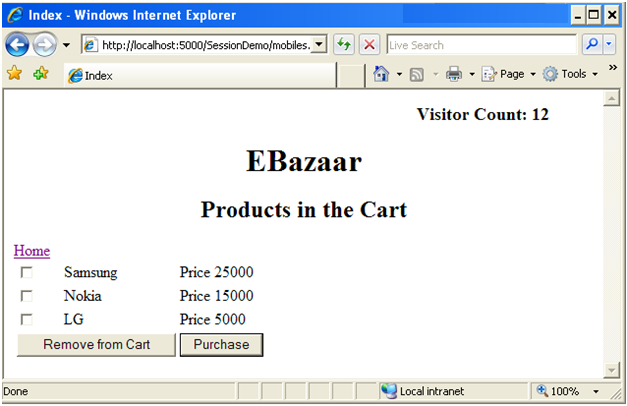 Index - Windows Internet Explorer
http://localhost:5000/SessionDemo/mobiles.
Live Search
Index
Page
Tools
»
Visitor Count: 12
EBazaar
Products in the Cart
Home
Samsung Price 25000
Nokia Price 15000
LG Price 5000
Remove from Cart Purchase
Done Local intranet 100%